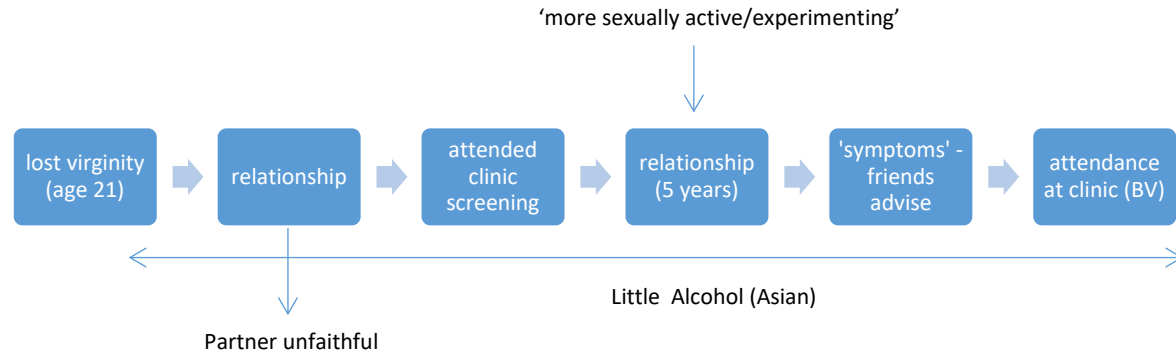 ‘more sexually active/experimenting’
lost virginity
(age 21)
relationship
attended
clinic
screening
relationship
(5 years)
'symptoms' -
friends
advise
attendance
at clinic (BV)
Little  Alcohol (Asian)
Partner unfaithful